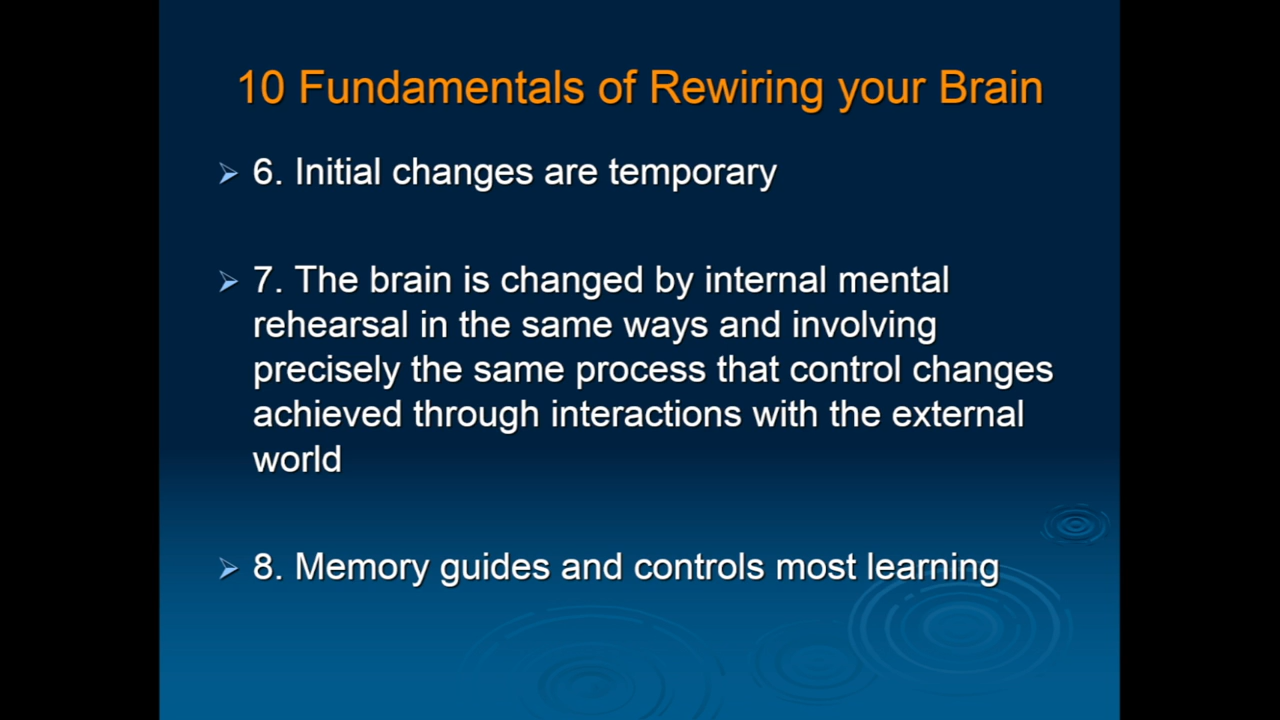 10 Fundamentals of Rewiring your Brain
6. Initial changes are temporary
7. The brain is changed by internal mental
rehearsal in the same ways and involving
precisely the same process that control changes
achieved through interactions with the external
world
8. Memory guides and controls most learning